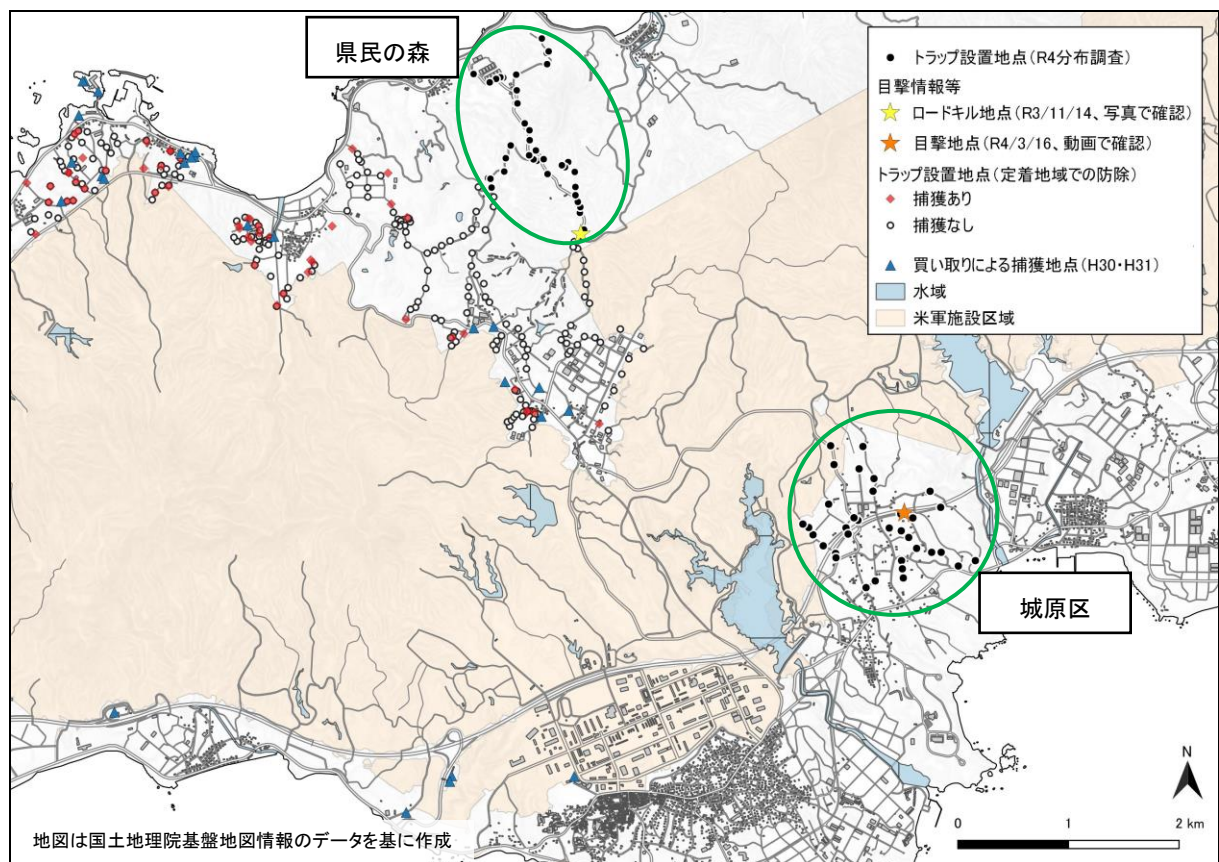 県民の森
トラップ設置地点(R4分布調査)
目撃情報等
ロードキル地点(R3/11/14、写真で確認)
目撃地点(R4/3/16、動画で確認)
トラップ設置地点(定着地域での防除)
捕獲あり
捕獲なし
買い取りによる捕獲地点(H30・H31)
水域
米軍施設区域
城原区
N
0 1 2 km
地図は国土地理院基盤地図情報のデータを基に作成